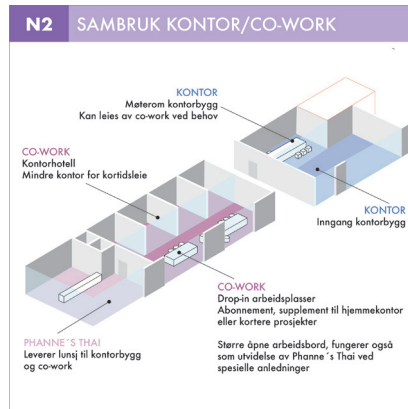 N2 SAMBRUK KONTOR/CO-WORK
KONTOR
Møterom kontorbygg
Kan leies av co-work ved behov
CO-WORK
Kontorhotell
Mindre kontor for kortidsleie
KONTOR
Inngang kontorbygg
CO-WORK
Drop-in arbeidsplasser
Abonnement, supplement til hjemmekontor
eller kortere prosjekter
Større åpne arbeidsbord, fungerer også
som utvidelse av Phanne´s Thai ved
spesielle anledninger
PHANNE´S THAI
Leverer lunsj til kontorbygg
og co-work